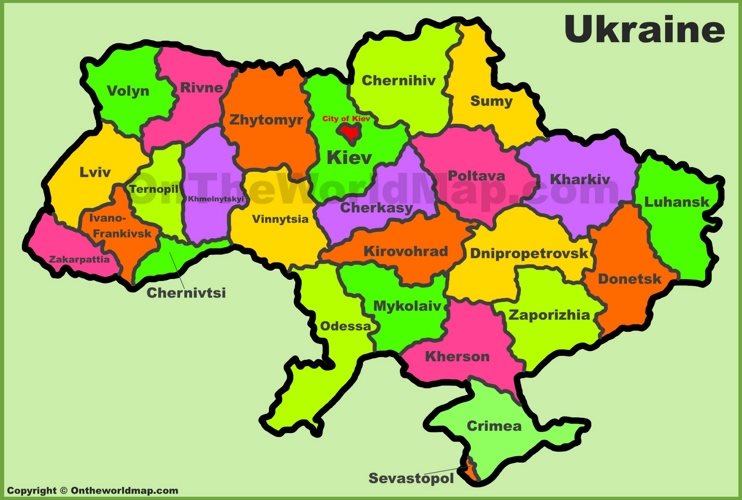 Ukraine
Chernihiv
Volyn
Rivne
Sumy
Zhytomyr
City of Kiev
Kiev
Lviv
Ternopil
Khmelnytskyi
Poltava
Kharkiv
Luhansk
OnTheWorldMap.com
Ivano-
Frankivsk
Vinnytsia
Cherkasy
Zakarpattia
Kirovohrad
Dnipropetrovsk
Donetsk
Chernivtsi
Odessa
Mykolaiv
Zaporizhia
Kherson
Crimea
Sevastopol
Copyright © Ontheworldmap.com